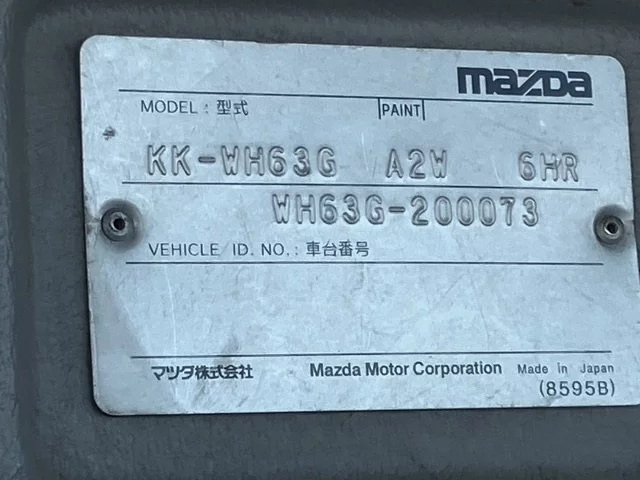 mazda
MODEL : 型式 PAINT
KK-WH63G A2W 6HR
WH63G-200073
VEHICLE ID. NO. : 車台番号
マツダ株式会社 Mazda Motor Corporation Made in Japan
(8595B)